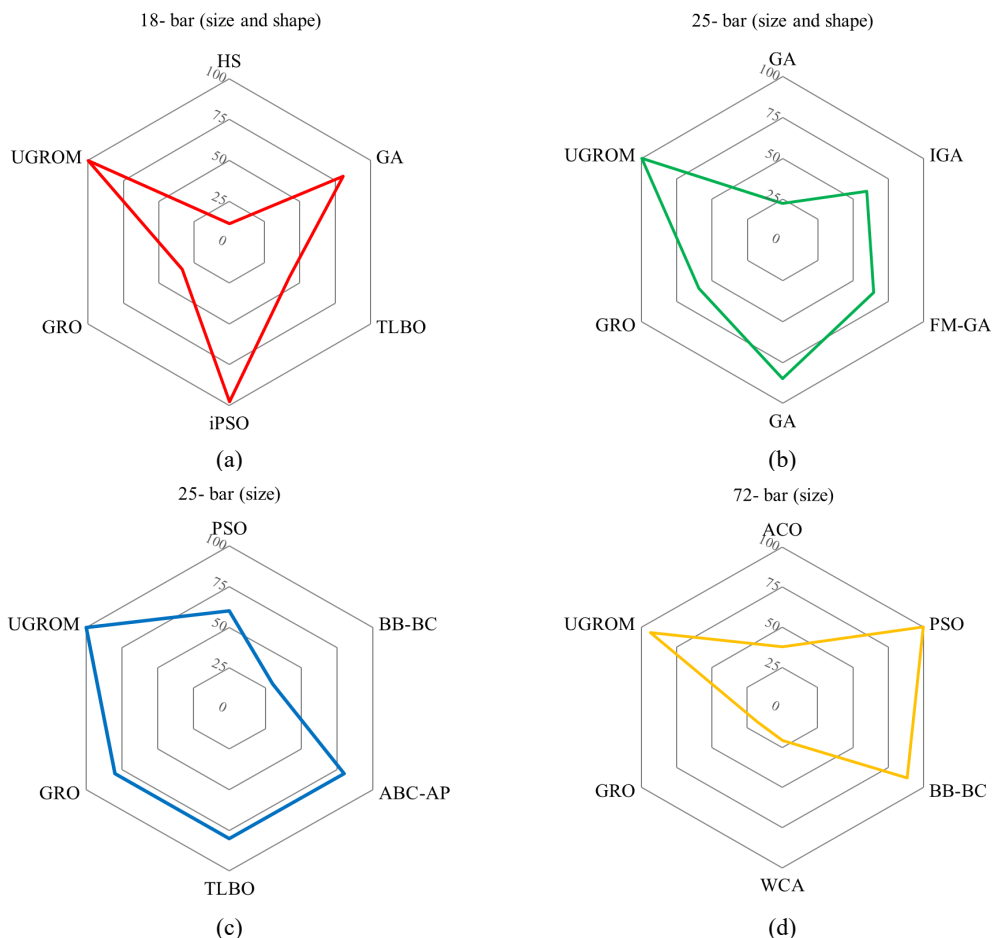 18- bar (size and shape)
HS
100
75
50
25
0
UGROM
GA
GRO
TLBO
iPSO
(a)
25- bar (size and shape)
GA
100
75
50
25
0
UGROM
IGA
GRO
FM-GA
GA
(b)
25- bar (size)
PSO
100
75
50
25
0
UGROM
BB-BC
GRO
ABC-AP
TLBO
(c)
72- bar (size)
ACO
100
75
50
25
0
UGROM
PSO
GRO
BB-BC
WCA
(d)